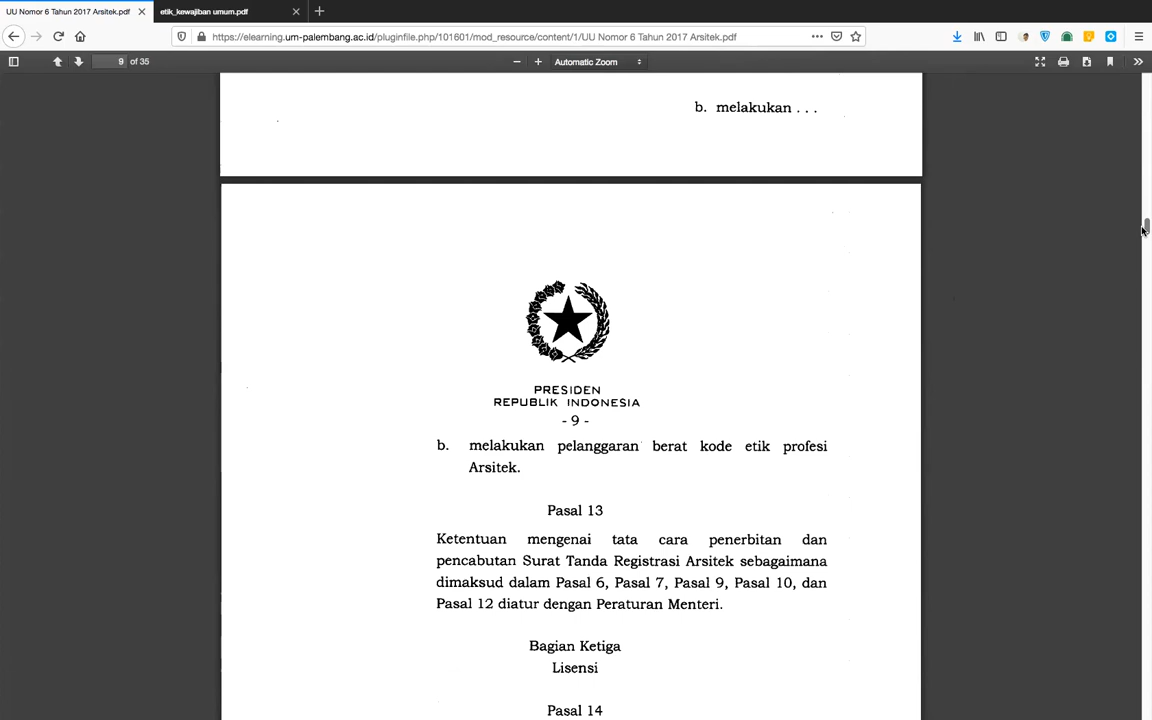 UU Nomor 6 Tahun 2017 Arsitek.pdf
etik_kewajiban umum.pdf
https://elearning.um-palembang.ac.id/pluginfile.php/101601/mod_resource/content/1/UU Nomor 6 Tahun 2017 Arsitek.pdf
9 of 35
Automatic Zoom
b. melakukan . . .
PRESIDEN
REPUBLIK INDONESIA
- 9 -
b. melakukan pelanggaran berat kode etik profesi
Arsitek.
Pasal 13
Ketentuan mengenai tata cara penerbitan dan
pencabutan Surat Tanda Registrasi Arsitek sebagaimana
dimaksud dalam Pasal 6, Pasal 7, Pasal 9, Pasal 10, dan
Pasal 12 diatur dengan Peraturan Menteri.
Bagian Ketiga
Lisensi
Pasal 14